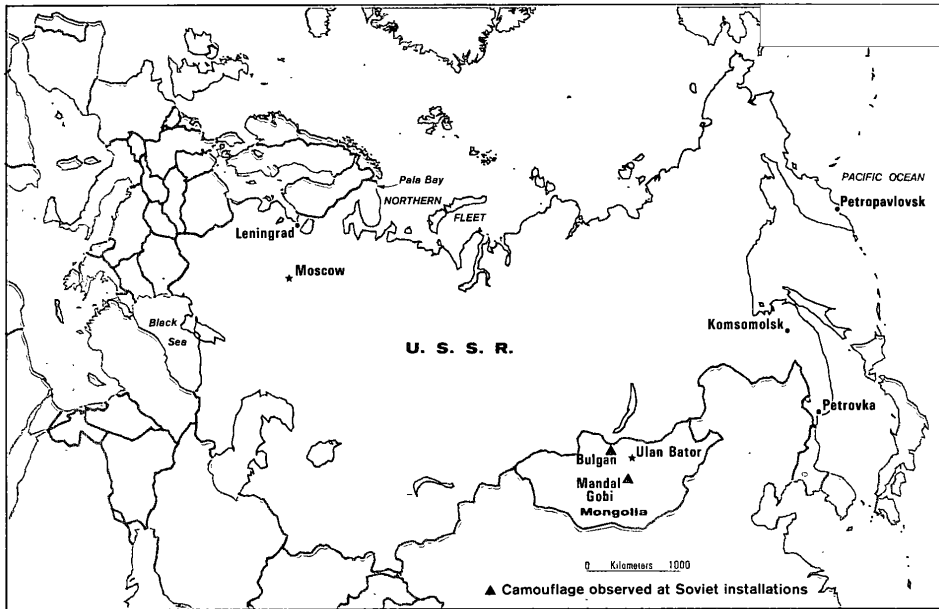 PACIFIC OCEAN
Pala Bay
NORTHERN
FLEET
Petropavlovsk
Leningrad
Moscow
Black
Sea
Komsomolsk
U. S. S. R.
Petrovka
Bulgan
Ulan Bator
Mandal
Gobi
Mongolia
0 Kilometers 1000
▲ Camouflage observed at Soviet installations